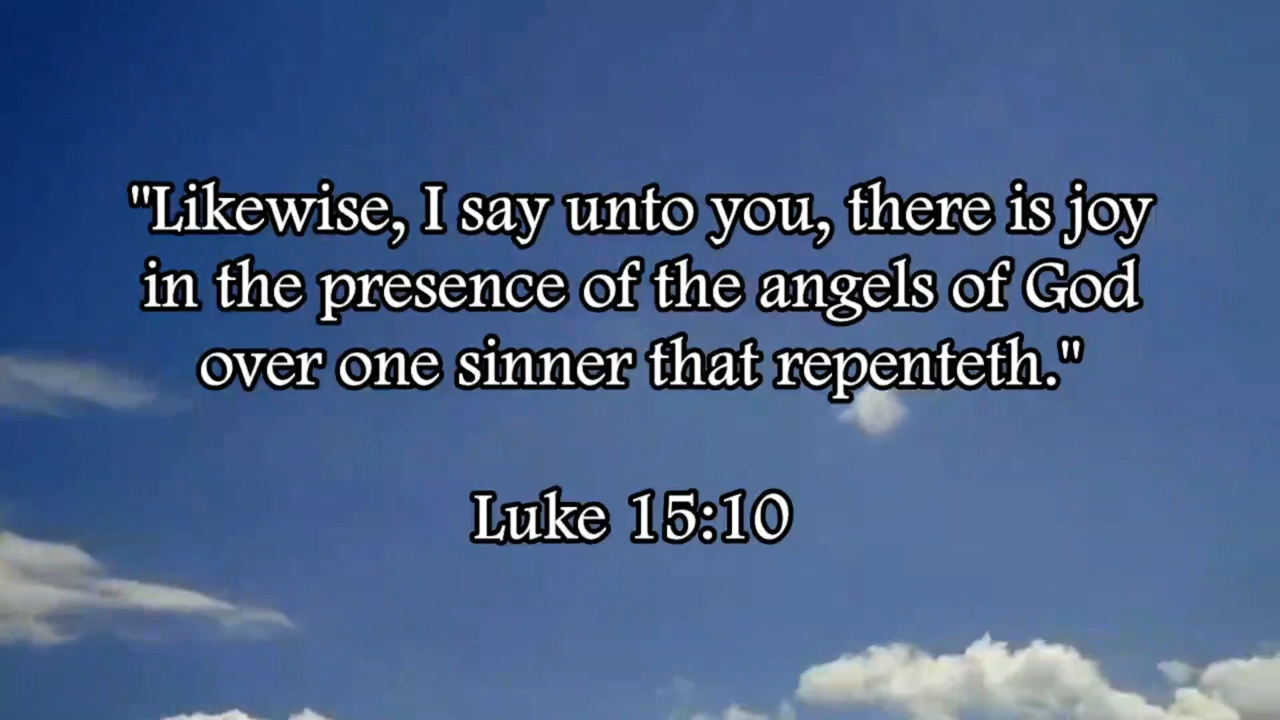 "Likewise, I say unto you, there is joy
in the presence of the angels of God
over one sinner that repenteth."
Luke 15:10